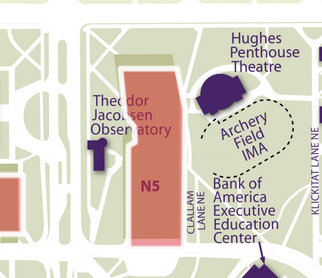 Hughes
Penthouse
Theatre
Theodor
Jacobsen
Observatory
Archery
Field
IMA
N5
CLALLAM
LANE NE
KLICKITAT LANE NE
Bank of
America
Executive
Education
Center